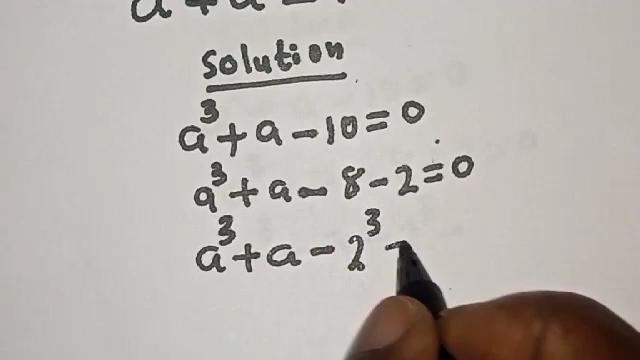 Solution
a³ + a - 10 = 0
a³ + a - 8 - 2 = 0
a³ + a - 2³ -